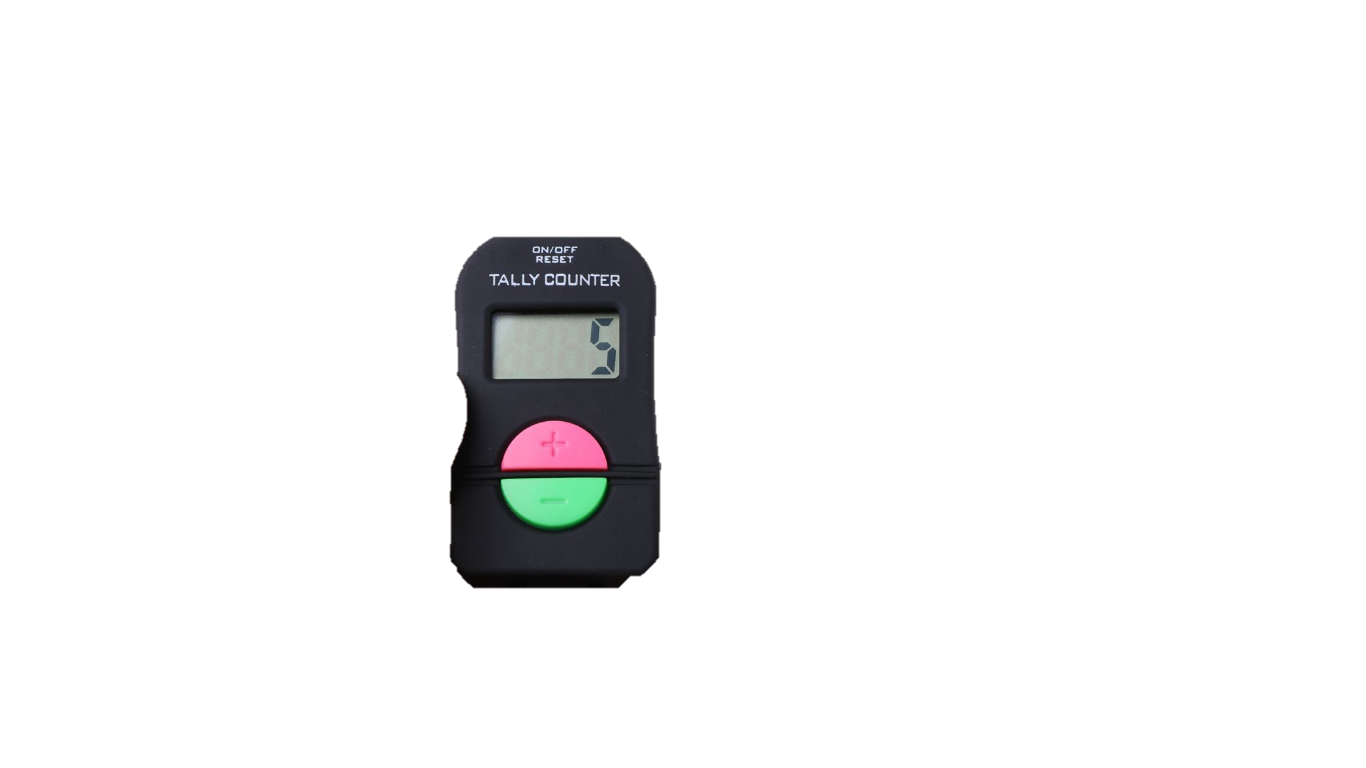 ON/OFF
RESET
TALLY COUNTER
5
+
−